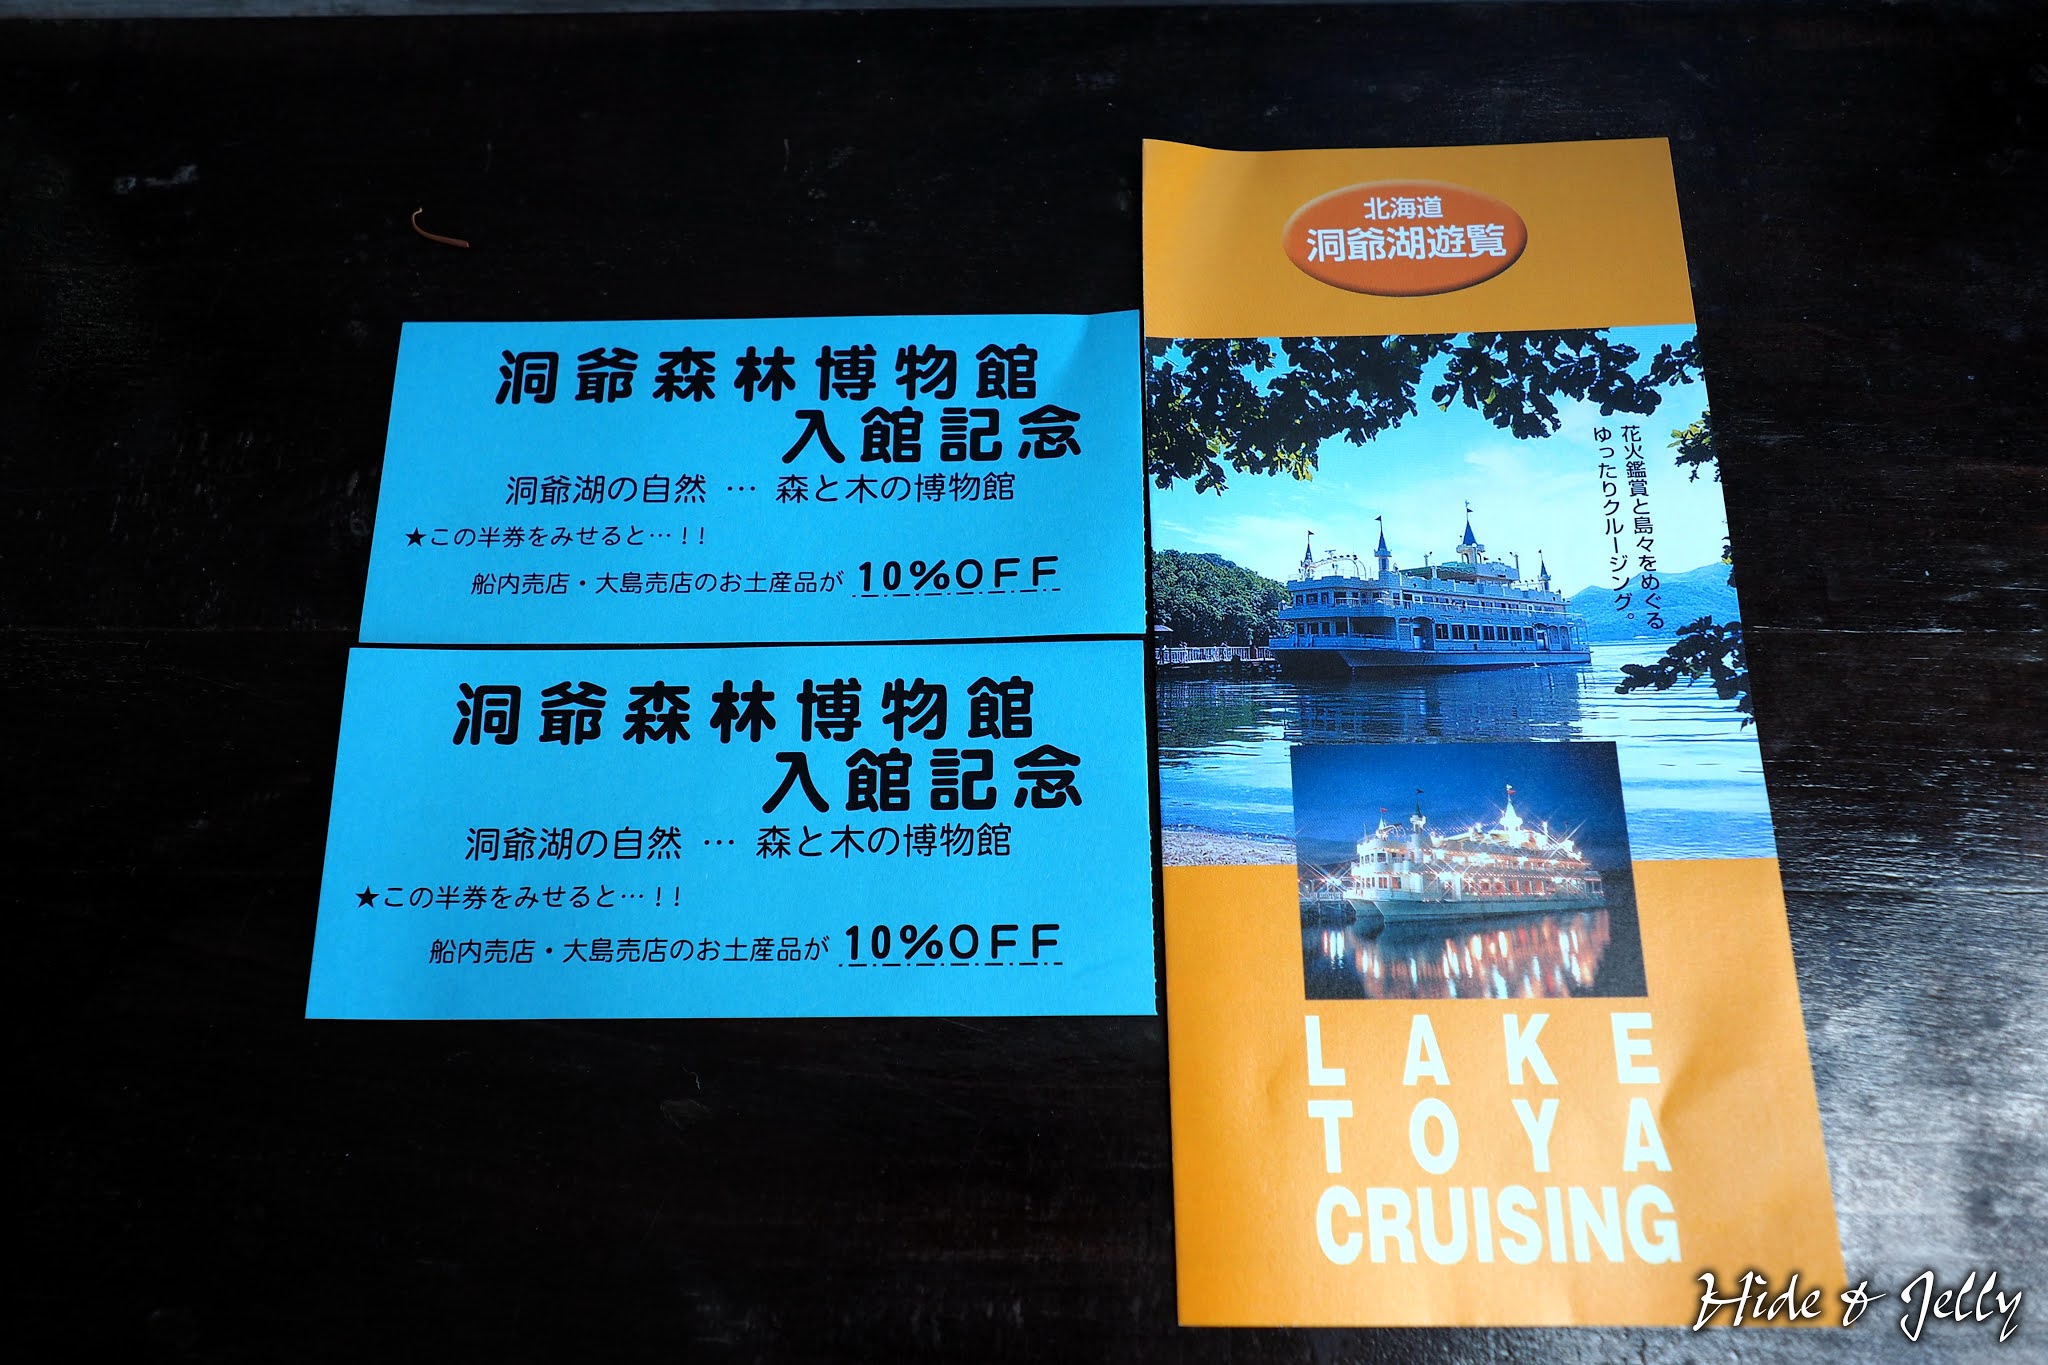 洞爺森林博物館
入館記念
洞爺湖の自然 … 森と木の博物館
★この半券をみせると…!!
船内売店・大島売店のお土産品が 10%OFF
洞爺森林博物館
入館記念
洞爺湖の自然 … 森と木の博物館
★この半券をみせると…!!
船内売店・大島売店のお土産品が 10%OFF
北海道
洞爺湖遊覧
花火鑑賞と島々をめぐる
ゆったりクルージング。
LAKE
TOYA
CRUISING
Hide & Jelly